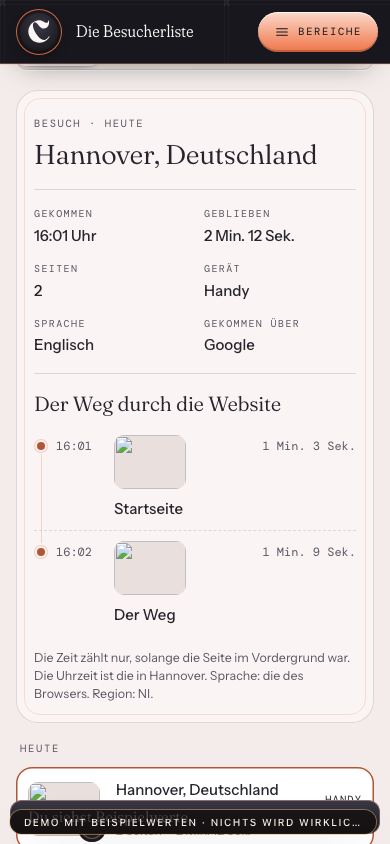 C
Die Besucherliste
BEREICHE
BESUCH · HEUTE
Hannover, Deutschland
GEKOMMEN
GEBLIEBEN
16:01 Uhr
2 Min. 12 Sek.
SEITEN
GERÄT
2
Handy
SPRACHE
GEKOMMEN ÜBER
Englisch
Google
Der Weg durch die Website
16:01
1 Min. 3 Sek.
Startseite
16:02
1 Min. 9 Sek.
Der Weg
Die Zeit zählt nur, solange die Seite im Vordergrund war.
Die Uhrzeit ist die in Hannover. Sprache: die des
Browsers. Region: NI.
HEUTE
Hannover, Deutschland
HANDY
Du siehst Beispielwerte
DEMO MIT BEISPIELWERTEN · NICHTS WIRD WIRKLIC…